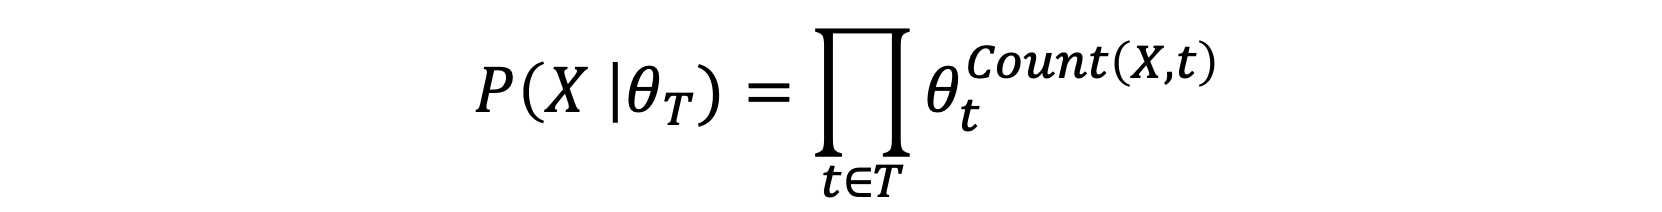 P(X |θ_T) = ∏_{t∈T} θ_t^{Count(X,t)}